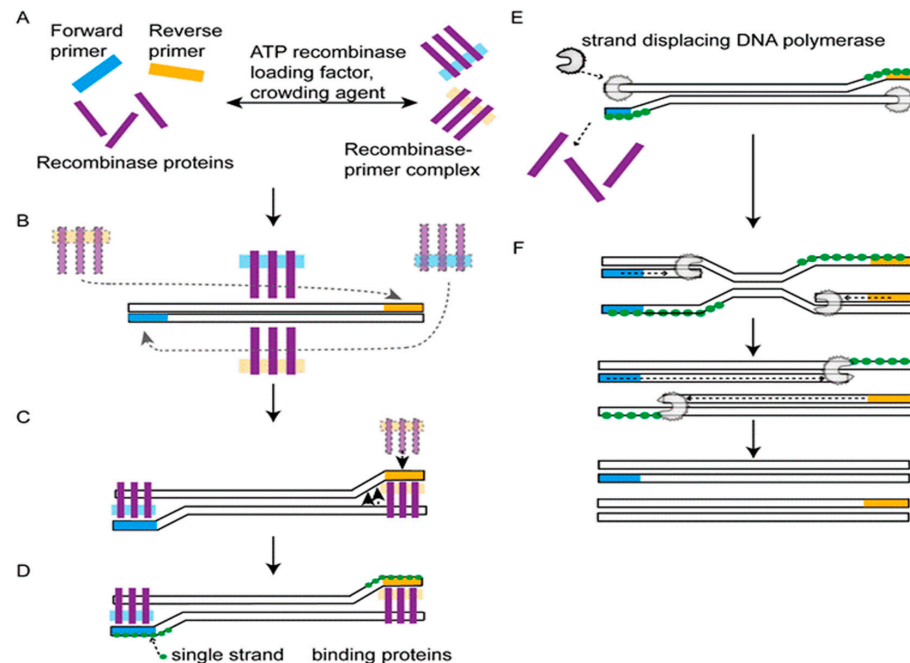 A
Forward
primer
Reverse
primer
ATP recombinase
loading factor,
crowding agent
Recombinase proteins
Recombinase-
primer complex
B
C
D
single strand binding proteins
E
strand displacing DNA polymerase
F